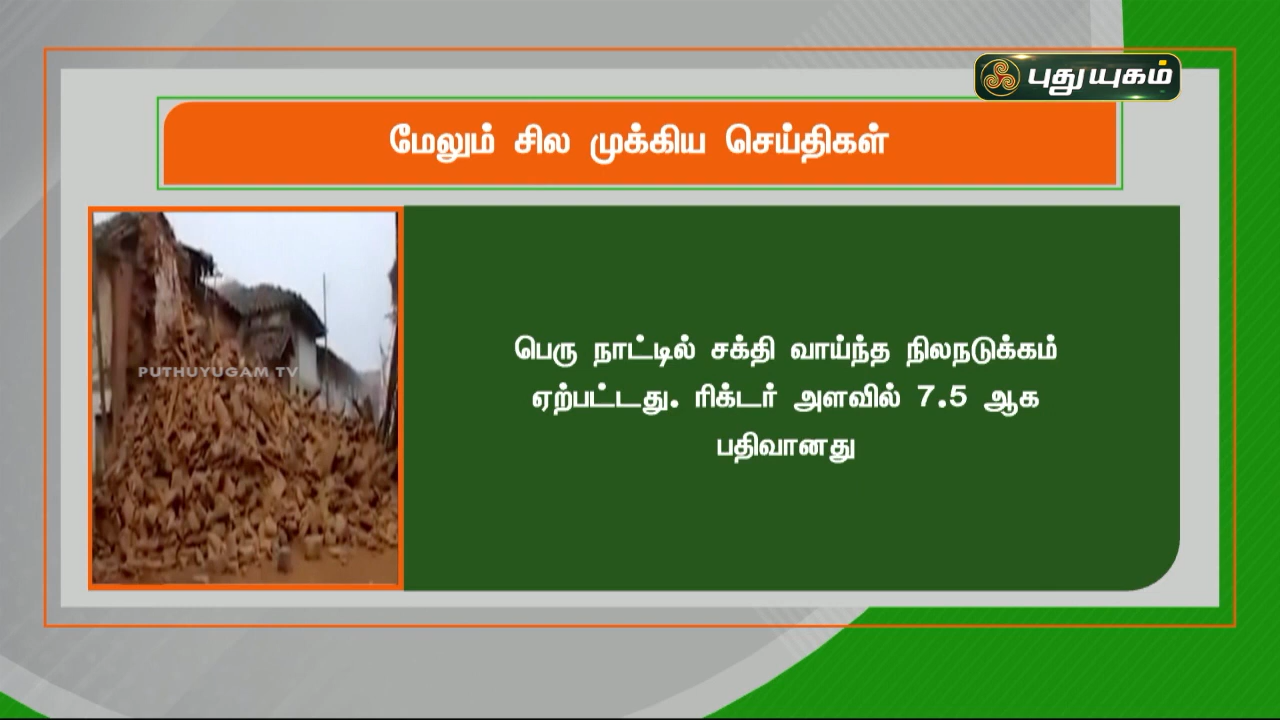 புதுயுகம்
மேலும் சில முக்கிய செய்திகள்
PUTHUYUGAM TV
பெரு நாட்டில் சக்தி வாய்ந்த நிலநடுக்கம்
ஏற்பட்டது. ரிக்டர் அளவில் 7.5 ஆக
பதிவானது